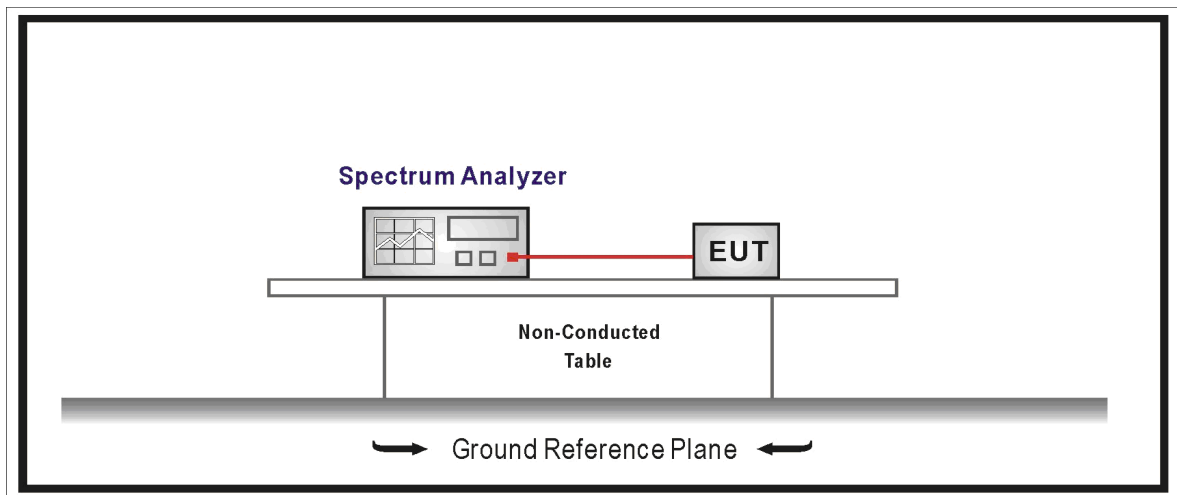 Spectrum Analyzer
EUT
Non-Conducted
Table
Ground Reference Plane